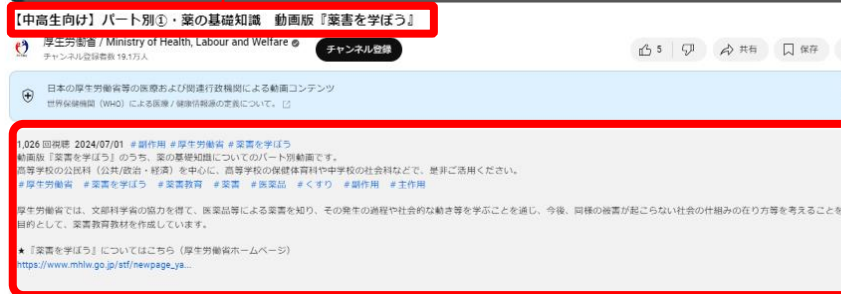 【中高生向け】パート別①・薬の基礎知識 動画版『薬害を学ぼう』
厚生労働省 / Ministry of Health, Labour and Welfare
チャンネル登録者数 19.1万人
チャンネル登録
5
共有
保存
日本の厚生労働省等の医療および関連行政機関による動画コンテンツ
世界保健機関（WHO）による医療 / 健康情報源の定義について。
1,026 回視聴 2024/07/01 #副作用 #厚生労働省 #薬害を学ぼう
動画版『薬害を学ぼう』のうち、薬の基礎知識についてのパート別動画です。
高等学校の公民科（公共/政治・経済）を中心に、高等学校の保健体育科や中学校の社会科などで、是非ご活用ください。
#厚生労働省 #薬害を学ぼう #薬害教育 #薬害 #医薬品 #くすり #副作用 #主作用
厚生労働省では、文部科学省の協力を得て、医薬品等による薬害を知り、その発生の過程や社会的な動き等を学ぶことを通じ、今後、同様の被害が起こらない社会の仕組みの在り方等を考えることを
目的として、薬害教育教材を作成しています。
★『薬害を学ぼう』についてはこちら（厚生労働省ホームページ）
https://www.mhlw.go.jp/stf/newpage_ya...